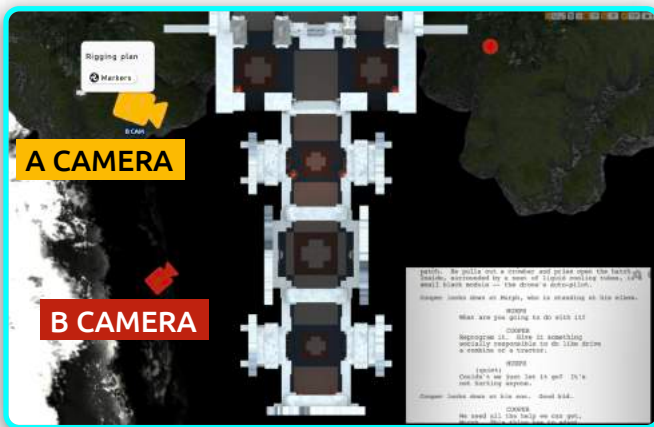 Rigging plan
Markers
B CAM
A CAMERA
B CAMERA
hatch. He pulls out a crowbar and pries open the hatch.
Inside, surrounded by a nest of liquid cooling tubes, is a
small black module -- the drone's auto-pilot.
Cooper looks down at Murph, who is standing at his elbow.
MURPH
What are you going to do with it?
COOPER
Reprogram it. Give it something
socially responsible to do like drive
a combine or a tractor.
MURPH
(quiet)
Couldn't we just let it go? It's
not hurting anyone.
Cooper looks down at his son. Good kid.
COOPER
We need all the help we can get,